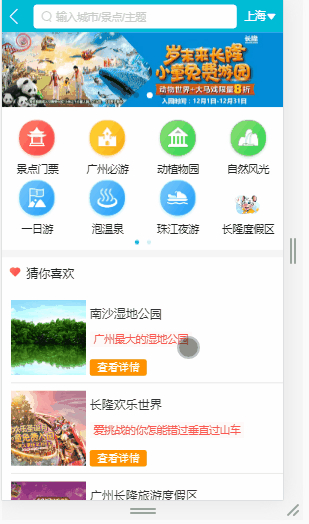 输入城市/景点/主题
上海
长隆
岁末来长隆
小童免费游园
动物世界+大马戏限量8折
入园时间：12月1日-12月31日
景点门票 广州必游 动植物园 自然风光
一日游 泡温泉 珠江夜游 长隆度假区
猜你喜欢
南沙湿地公园
广州最大的湿地公园
查看详情
长隆欢乐世界
爱挑战的你怎能错过垂直过山车
查看详情
广州长隆旅游度假区